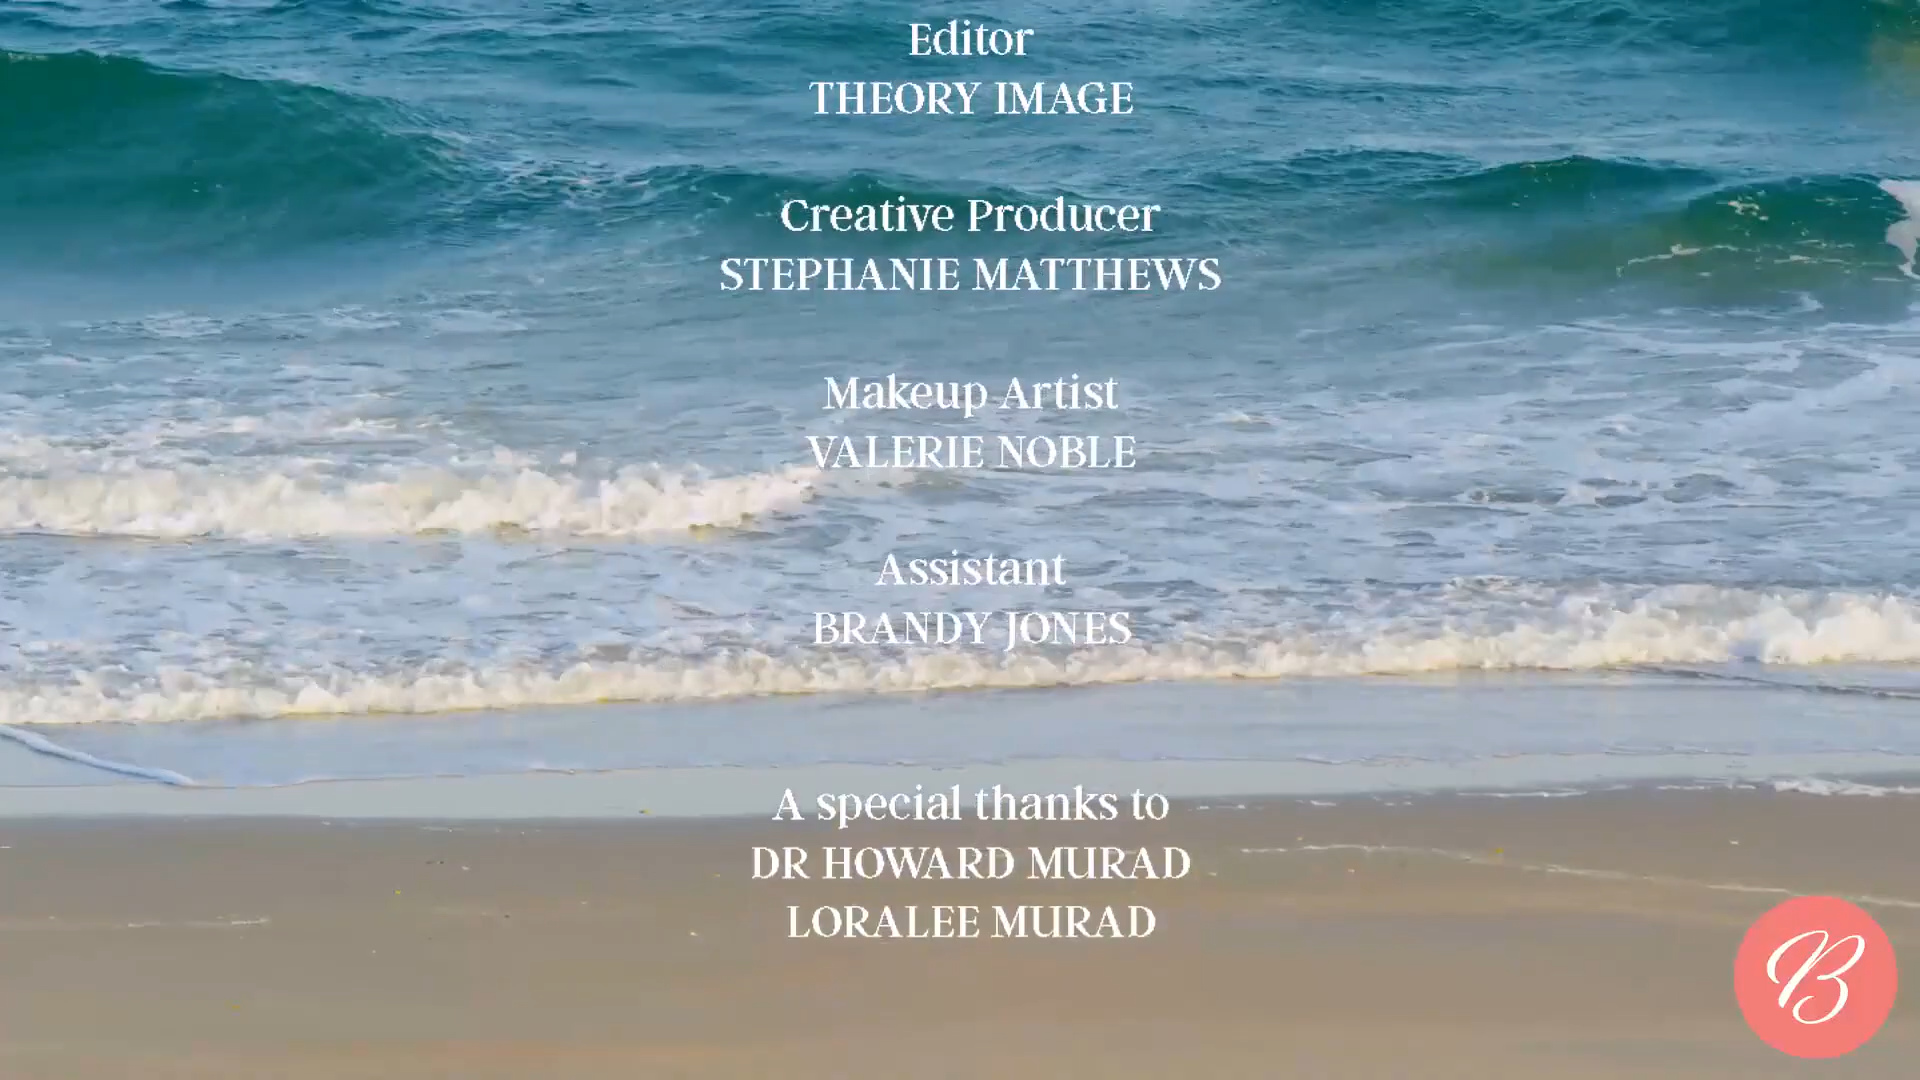 Editor
THEORY IMAGE
Creative Producer
STEPHANIE MATTHEWS
Makeup Artist
VALERIE NOBLE
Assistant
BRANDY JONES
A special thanks to
DR HOWARD MURAD
LORALEE MURAD
B